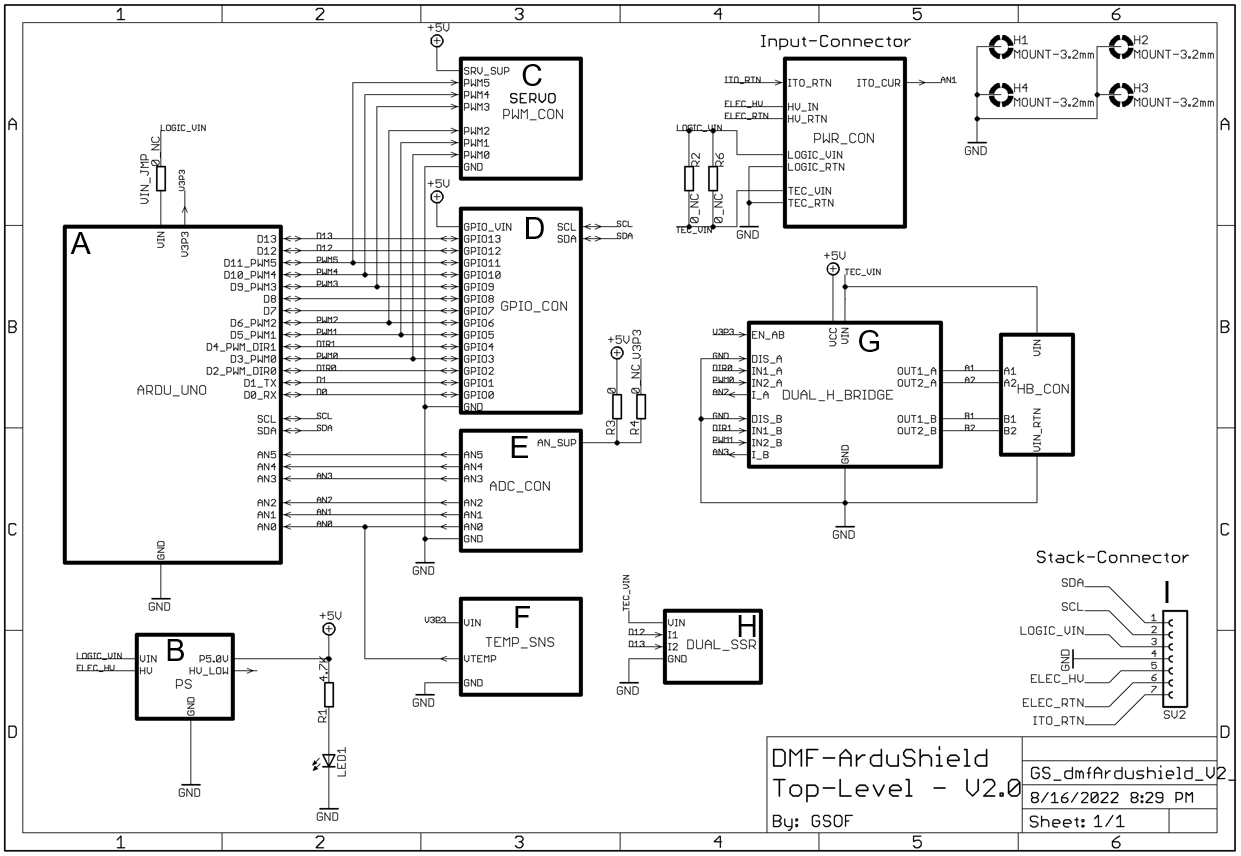 1 2 3 4 5 6
A
B
C
D
A
B
C
D
1 2 3 4 5 6
LOGIC_VIN
0_NC
VIN_JMP
V3P3
A
VIN
V3P3
D13
D12
D11_PWM5
D10_PWM4
D9_PWM3
D8
D7
D6_PWM2
D5_PWM1
D4_PWM_DIR1
D3_PWM0
D2_PWM_DIR0
D1_TX
D0_RX
ARDU_UNO
SCL
SDA
AN5
AN4
AN3
AN2
AN1
AN0
GND
GND
D13
D12
PWM5
PWM4
PWM3
PWM2
PWM1
DIR1
PWM0
DIR0
D1
D0
SCL
SDA
AN3
AN2
AN1
AN0
+5V
C
SRV_SUP
PWM5
PWM4
PWM3
SERVO
PWM_CON
PWM2
PWM1
PWM0
GND
+5V
D
GPIO_VIN
GPIO13
GPIO12
GPIO11
GPIO10
GPIO9
GPIO8
GPIO7
GPIO6
GPIO5
GPIO4
GPIO3
GPIO2
GPIO1
GPIO0
GND
GPIO_CON
SCL
SDA
SCL
SDA
E
AN_SUP
AN5
AN4
AN3
ADC_CON
AN2
AN1
AN0
GND
GND
+5V
R3
0
R4
0_NC
V3P3
F
V3P3
VIN
TEMP_SNS
VTEMP
GND
GND
B
LOGIC_VIN
ELEC_HV
VIN
HV
PS
P5.0V
HV_LOW
GND
GND
+5V
4.7K
R1
LED1
GND
TEC_VIN
H
VIN
D12
D13
I1
I2
GND
DUAL_SSR
GND
Input-Connector
ITO_RTN
ITO_RTN
ITO_CUR
AN1
ELEC_HV
ELEC_RTN
HV_IN
HV_RTN
PWR_CON
LOGIC_VIN
LOGIC_VIN
LOGIC_RTN
TEC_VIN
TEC_RTN
R2
R6
0_NC
0_NC
TEC_VIN
GND
H1
MOUNT-3.2mm
H2
MOUNT-3.2mm
H4
MOUNT-3.2mm
H3
MOUNT-3.2mm
GND
+5V
TEC_VIN
VCC
VIN
G
V3P3
EN_AB
GND
DIR0
PWM0
AN2
DIS_A
IN1_A
IN2_A
I_A
DUAL_H_BRIDGE
OUT1_A
OUT2_A
GND
DIR1
PWM1
AN3
DIS_B
IN1_B
IN2_B
I_B
OUT1_B
OUT2_B
GND
GND
A1
A2
B1
B2
VIN
A1
A2
HB_CON
B1
B2
VIN_RTN
Stack-Connector
I
SDA
SCL
LOGIC_VIN
GND
ELEC_HV
ELEC_RTN
ITO_RTN
1
2
3
4
5
6
7
SV2
DMF-ArduShield
Top-Level - V2.0
By: GSOF
GS_dmfArdushield_V2_
8/16/2022 8:29 PM
Sheet: 1/1